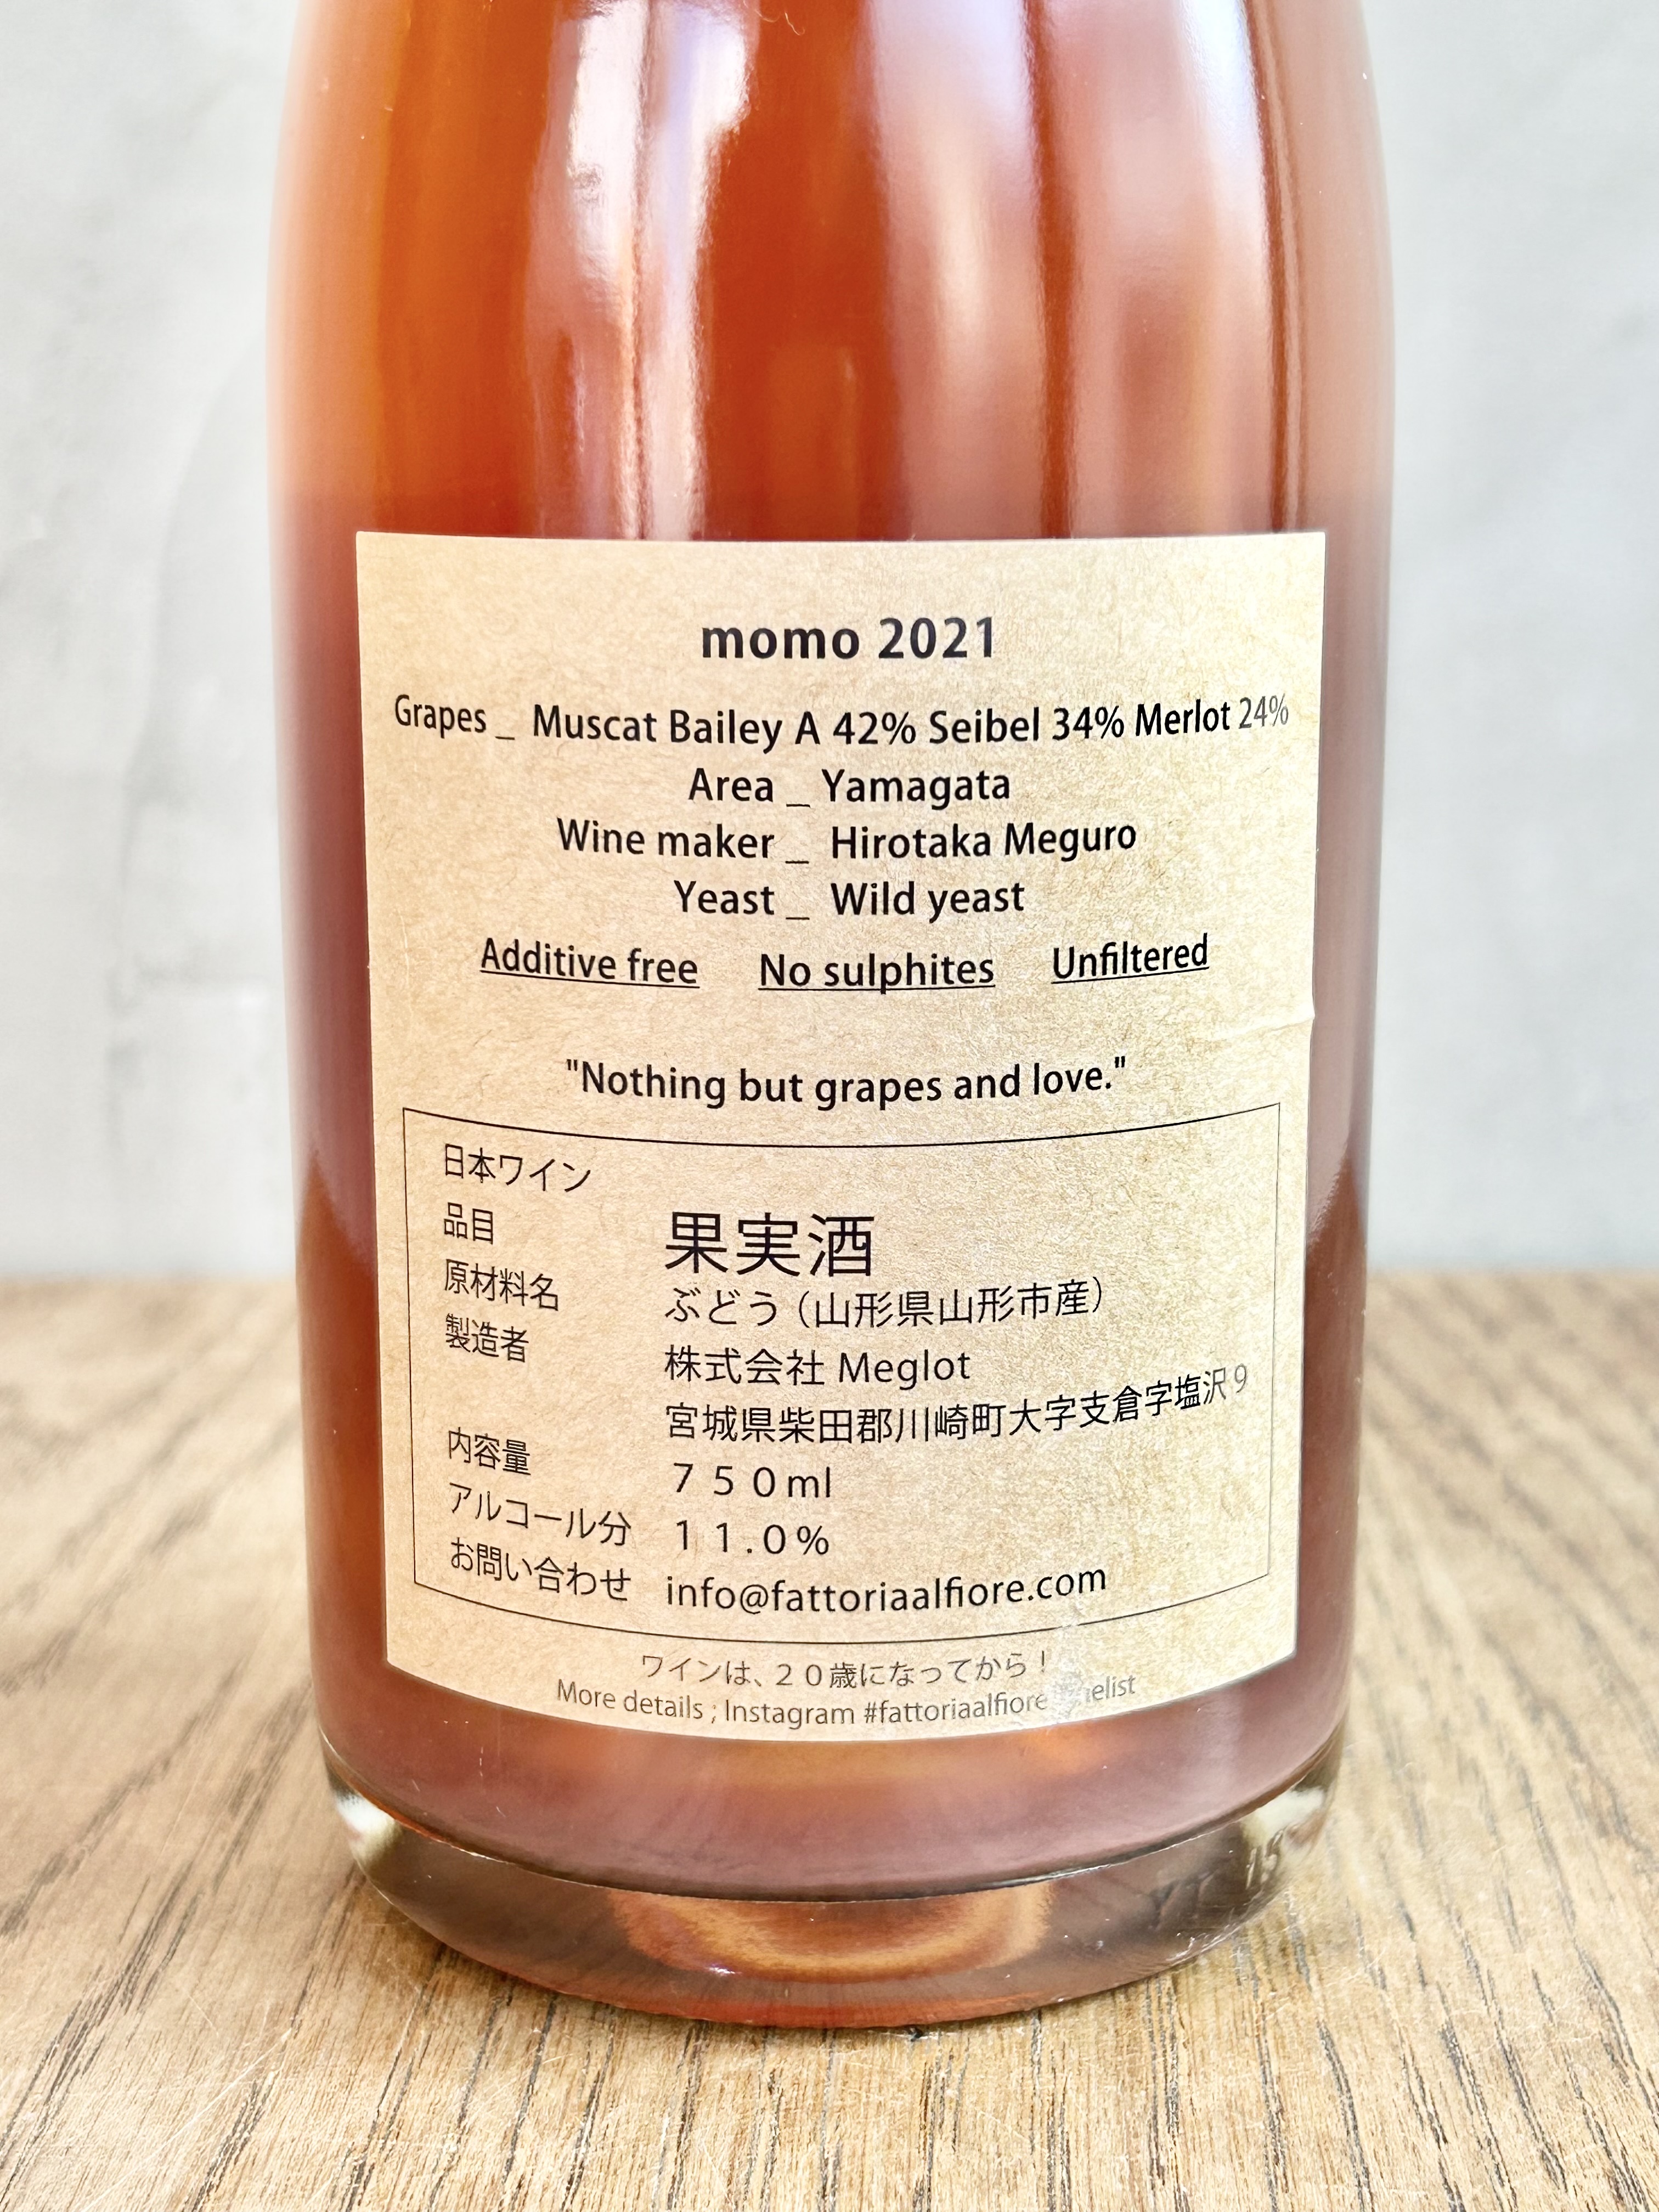 momo 2021
Grapes _ Muscat Bailey A 42% Seibel 34% Merlot 24%
Area _ Yamagata
Wine maker _ Hirotaka Meguro
Yeast _ Wild yeast
Additive free No sulphites Unfiltered
"Nothing but grapes and love."
日本ワイン
品目 果実酒
原材料名 ぶどう（山形県山形市産）
製造者 株式会社 Meglot
宮城県柴田郡川崎町大字支倉字塩沢9
内容量 750ml
アルコール分 11.0%
お問い合わせ info@fattoriaalfiore.com
ワインは、20歳になってから！
More details ; Instagram